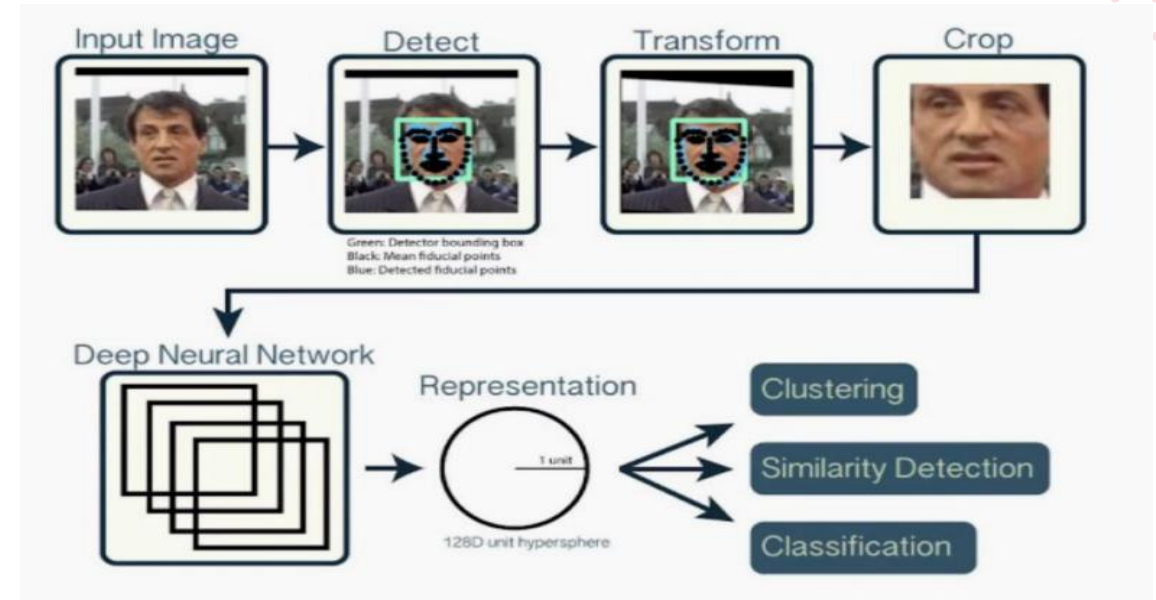 Input Image
Detect
Transform
Crop
Green: Detector bounding box
Black: Mean fiducial points
Blue: Detected fiducial points
Deep Neural Network
Representation
1 unit
128D unit hypersphere
Clustering
Similarity Detection
Classification